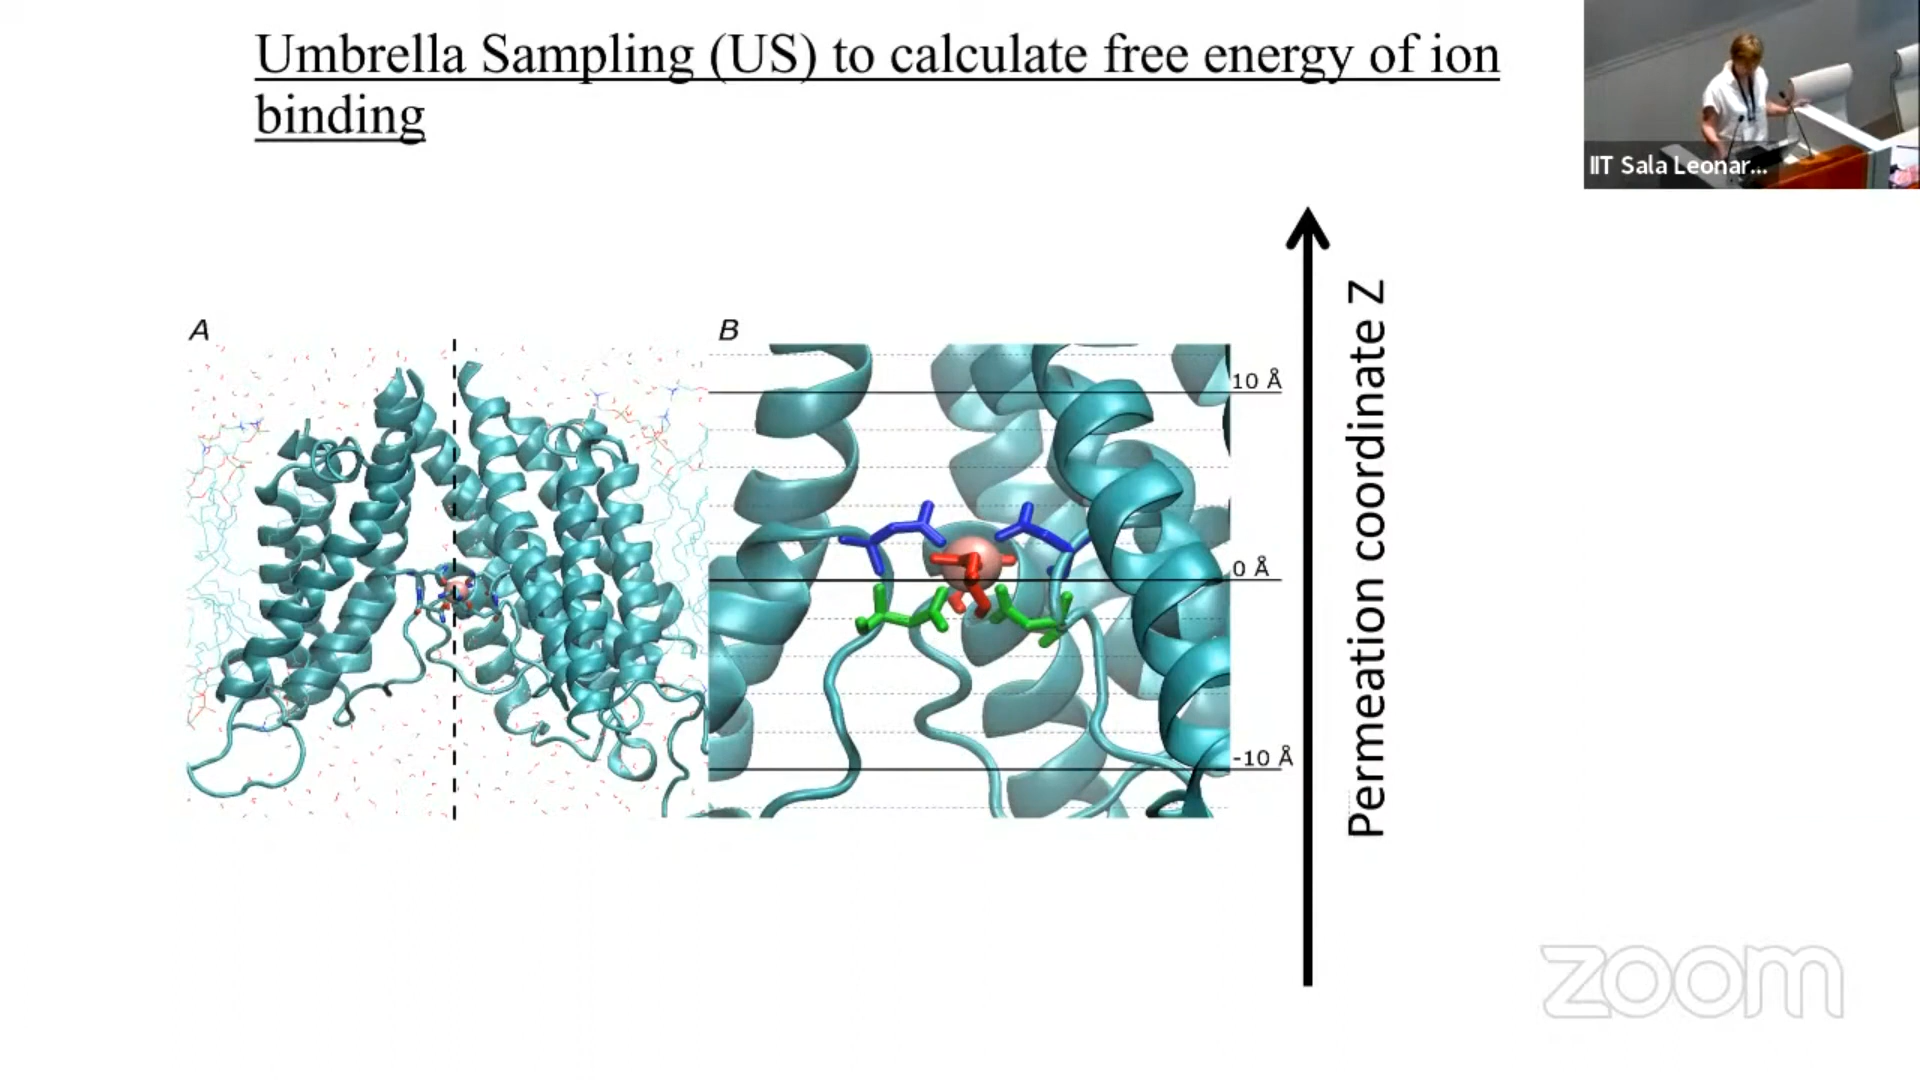 Umbrella Sampling (US) to calculate free energy of ion
binding
IIT Sala Leonar...
A
B
10 Å
0 Å
-10 Å
Permeation coordinate Z
zoom